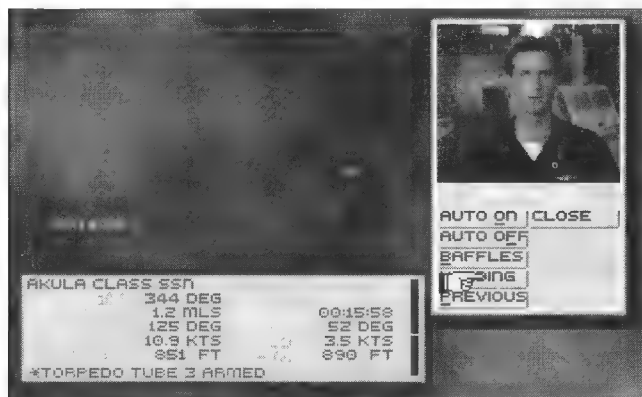 AUTO ON CLOSE
AUTO OFF
BAFFLES
PREVIOUS
AKULA CLASS SSN
344 DEG
1.2 MLS 00:15:58
125 DEG 52 DEG
10.9 KTS 3.5 KTS
851 FT 890 FT
*TORPEDO TUBE 3 ARMED